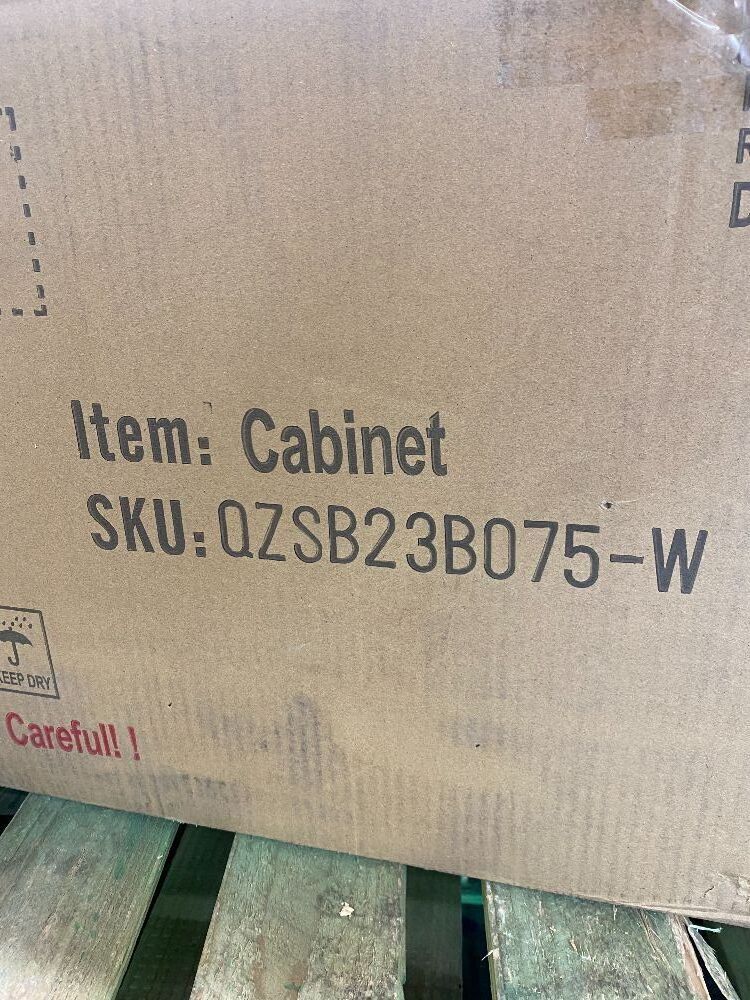 Item: Cabinet
SKU: QZSB23B075-W
KEEP DRY
Careful! !